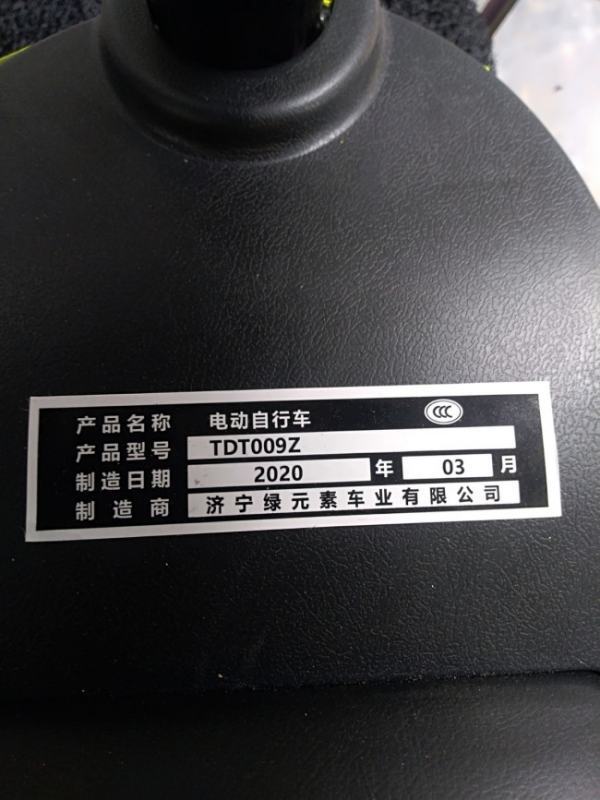 产品名称 电动自行车 CCC
产品型号 TDT009Z
制造日期 2020 年 03 月
制造商 济宁绿元素车业有限公司